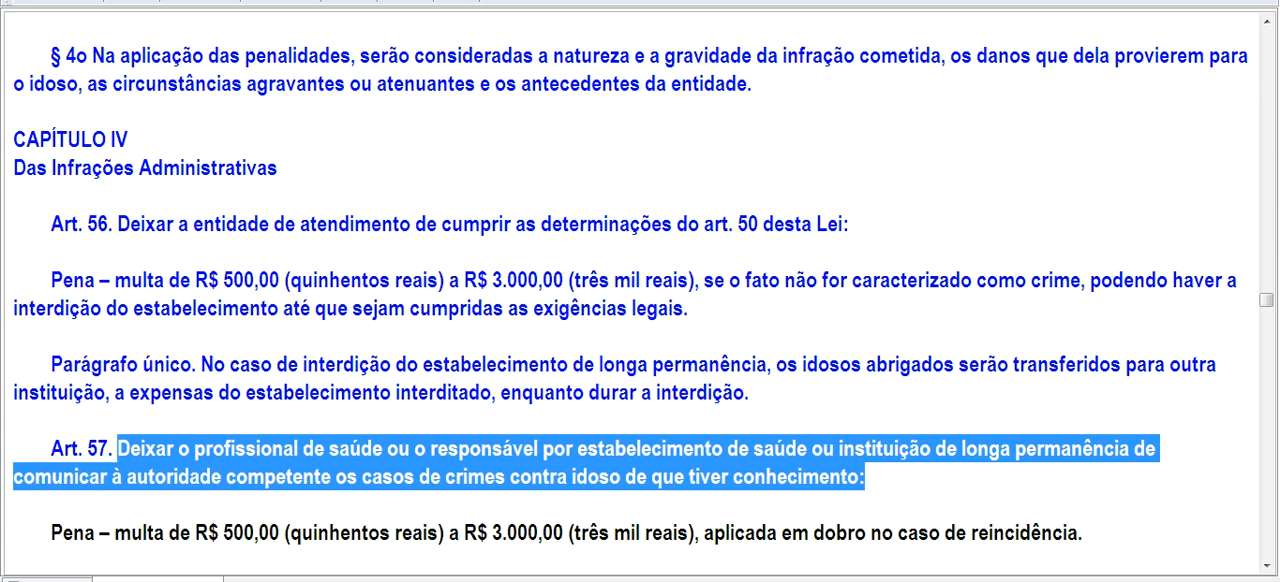 § 4o Na aplicação das penalidades, serão consideradas a natureza e a gravidade da infração cometida, os danos que dela provierem para
o idoso, as circunstâncias agravantes ou atenuantes e os antecedentes da entidade.
CAPÍTULO IV
Das Infrações Administrativas
Art. 56. Deixar a entidade de atendimento de cumprir as determinações do art. 50 desta Lei:
Pena – multa de R$ 500,00 (quinhentos reais) a R$ 3.000,00 (três mil reais), se o fato não for caracterizado como crime, podendo haver a
interdição do estabelecimento até que sejam cumpridas as exigências legais.
Parágrafo único. No caso de interdição do estabelecimento de longa permanência, os idosos abrigados serão transferidos para outra
instituição, a expensas do estabelecimento interditado, enquanto durar a interdição.
Art. 57. Deixar o profissional de saúde ou o responsável por estabelecimento de saúde ou instituição de longa permanência de
comunicar à autoridade competente os casos de crimes contra idoso de que tiver conhecimento:
Pena – multa de R$ 500,00 (quinhentos reais) a R$ 3.000,00 (três mil reais), aplicada em dobro no caso de reincidência.